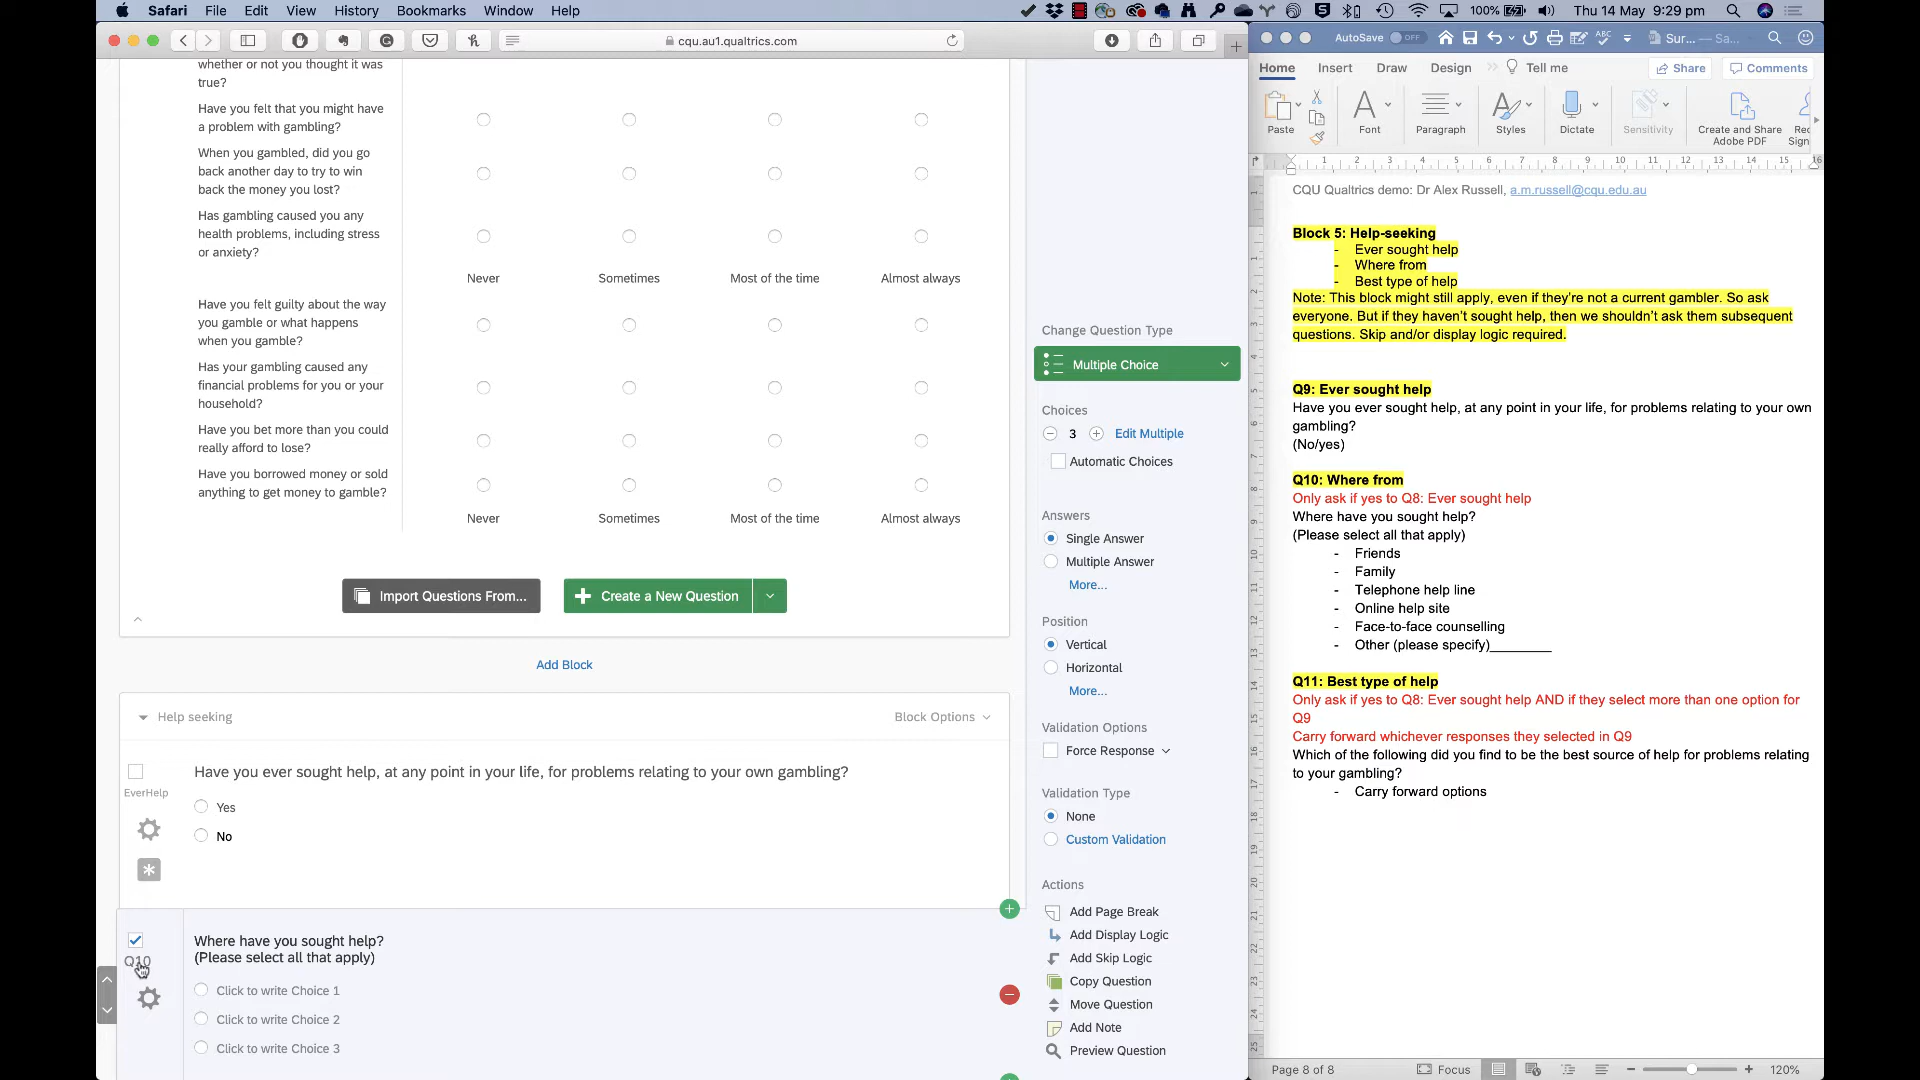 Safari File Edit View History Bookmarks Window Help
100% Thu 14 May 9:29 pm
cqu.au1.qualtrics.com
whether or not you thought it was
true?
Have you felt that you might have
a problem with gambling?
When you gambled, did you go
back another day to try to win
back the money you lost?
Has gambling caused you any
health problems, including stress
or anxiety?
Never Sometimes Most of the time Almost always
Have you felt guilty about the way
you gamble or what happens
when you gamble?
Has your gambling caused any
financial problems for you or your
household?
Have you bet more than you could
really afford to lose?
Have you borrowed money or sold
anything to get money to gamble?
Never Sometimes Most of the time Almost always
Import Questions From...
Create a New Question
Add Block
Help seeking
Block Options
Have you ever sought help, at any point in your life, for problems relating to your own gambling?
EverHelp
Yes
No
Where have you sought help?
(Please select all that apply)
Q10
Click to write Choice 1
Click to write Choice 2
Click to write Choice 3
Change Question Type
Multiple Choice
Choices
3 Edit Multiple
Automatic Choices
Answers
Single Answer
Multiple Answer
More...
Position
Vertical
Horizontal
More...
Validation Options
Force Response
Validation Type
None
Custom Validation
Actions
Add Page Break
Add Display Logic
Add Skip Logic
Copy Question
Move Question
Add Note
Preview Question
AutoSave OFF
Sur... — Sa...
Home Insert Draw Design Tell me
Share Comments
Paste Font Paragraph Styles Dictate Sensitivity
Create and Share
Adobe PDF
Rec
Sign
1 2 3 4 5 6 7 8 9 10 11 12 13 14 15 16
CQU Qualtrics demo: Dr Alex Russell, a.m.russell@cqu.edu.au
Block 5: Help-seeking
- Ever sought help
- Where from
- Best type of help
Note: This block might still apply, even if they're not a current gambler. So ask
everyone. But if they haven't sought help, then we shouldn't ask them subsequent
questions. Skip and/or display logic required.
Q9: Ever sought help
Have you ever sought help, at any point in your life, for problems relating to your own
gambling?
(No/yes)
Q10: Where from
Only ask if yes to Q8: Ever sought help
Where have you sought help?
(Please select all that apply)
- Friends
- Family
- Telephone help line
- Online help site
- Face-to-face counselling
- Other (please specify)________
Q11: Best type of help
Only ask if yes to Q8: Ever sought help AND if they select more than one option for
Q9
Carry forward whichever responses they selected in Q9
Which of the following did you find to be the best source of help for problems relating
to your gambling?
- Carry forward options
Page 8 of 8
Focus
120%